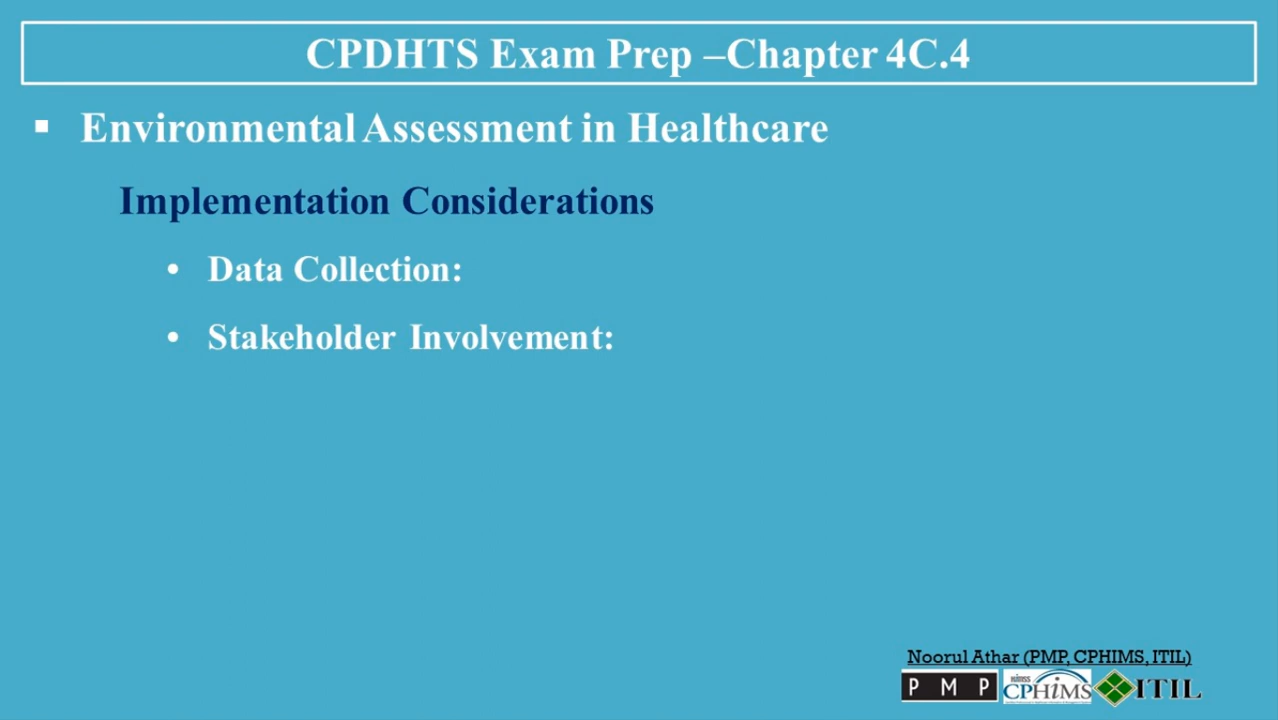 CPDHTS Exam Prep –Chapter 4C.4
▪ Environmental Assessment in Healthcare
Implementation Considerations
• Data Collection:
• Stakeholder Involvement:
Noorul Athar (PMP, CPHIMS, ITIL)
PMP
himss
CPHiMS
ITIL